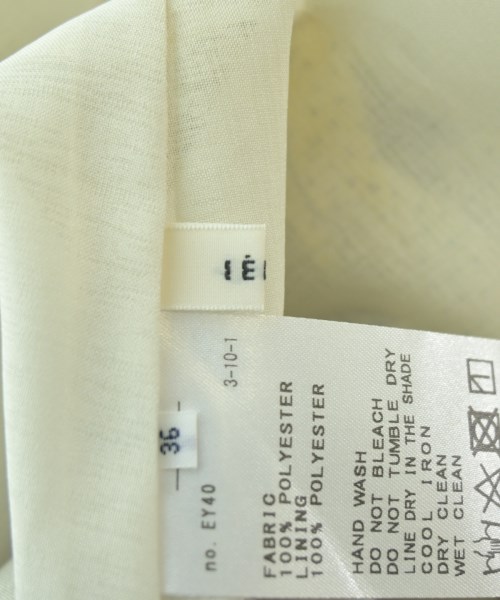 36
no. EY40
3-10-1
FABRIC
100% POLYESTER
LINING
100% POLYESTER
HAND WASH
DO NOT BLEACH
DO NOT TUMBLE DRY
LINE DRY IN THE SHADE
COOL IRON
DRY CLEAN
WET CLEAN